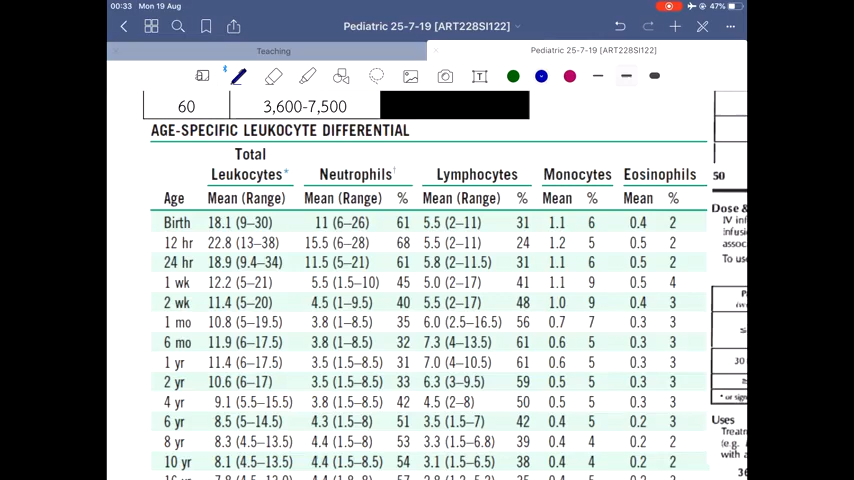 00:33 Mon 19 Aug
47%
Pediatric 25-7-19 [ART228SI122]
Teaching
Pediatric 25-7-19 [ART228SI122]
60 3,600-7,500
AGE-SPECIFIC LEUKOCYTE DIFFERENTIAL
Total
Leukocytes* Neutrophils† Lymphocytes Monocytes Eosinophils
Age Mean (Range) Mean (Range) % Mean (Range) % Mean % Mean %
Birth 18.1 (9–30) 11 (6–26) 61 5.5 (2–11) 31 1.1 6 0.4 2
12 hr 22.8 (13–38) 15.5 (6–28) 68 5.5 (2–11) 24 1.2 5 0.5 2
24 hr 18.9 (9.4–34) 11.5 (5–21) 61 5.8 (2–11.5) 31 1.1 6 0.5 2
1 wk 12.2 (5–21) 5.5 (1.5–10) 45 5.0 (2–17) 41 1.1 9 0.5 4
2 wk 11.4 (5–20) 4.5 (1–9.5) 40 5.5 (2–17) 48 1.0 9 0.4 3
1 mo 10.8 (5–19.5) 3.8 (1–8.5) 35 6.0 (2.5–16.5) 56 0.7 7 0.3 3
6 mo 11.9 (6–17.5) 3.8 (1–8.5) 32 7.3 (4–13.5) 61 0.6 5 0.3 3
1 yr 11.4 (6–17.5) 3.5 (1.5–8.5) 31 7.0 (4–10.5) 61 0.6 5 0.3 3
2 yr 10.6 (6–17) 3.5 (1.5–8.5) 33 6.3 (3–9.5) 59 0.5 5 0.3 3
4 yr 9.1 (5.5–15.5) 3.8 (1.5–8.5) 42 4.5 (2–8) 50 0.5 5 0.3 3
6 yr 8.5 (5–14.5) 4.3 (1.5–8) 51 3.5 (1.5–7) 42 0.4 5 0.2 3
8 yr 8.3 (4.5–13.5) 4.4 (1.5–8) 53 3.3 (1.5–6.8) 39 0.4 4 0.2 2
10 yr 8.1 (4.5–13.5) 4.4 (1.5–8.5) 54 3.1 (1.5–6.5) 38 0.4 4 0.2 2
50
Dose &
IV inf
infusio
assoc
To use
30
* or sign
Uses
Treatm
(e.g.
with a
36